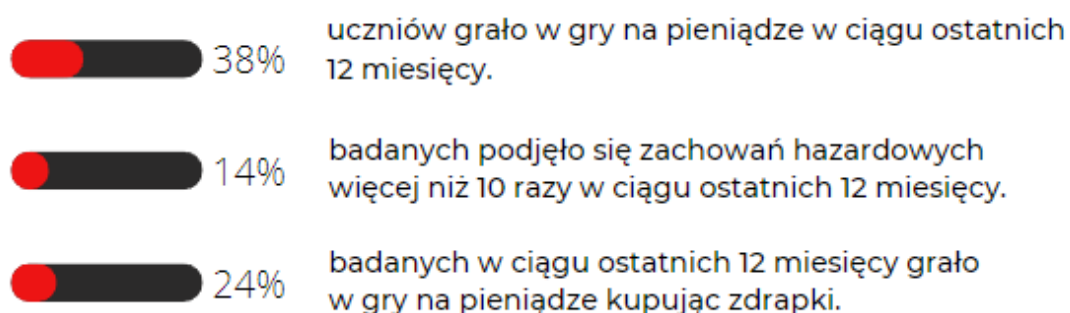 38%
uczniów grało w gry na pieniądze w ciągu ostatnich
12 miesięcy.
14%
badanych podjęło się zachowań hazardowych
więcej niż 10 razy w ciągu ostatnich 12 miesięcy.
24%
badanych w ciągu ostatnich 12 miesięcy grało
w gry na pieniądze kupując zdrapki.